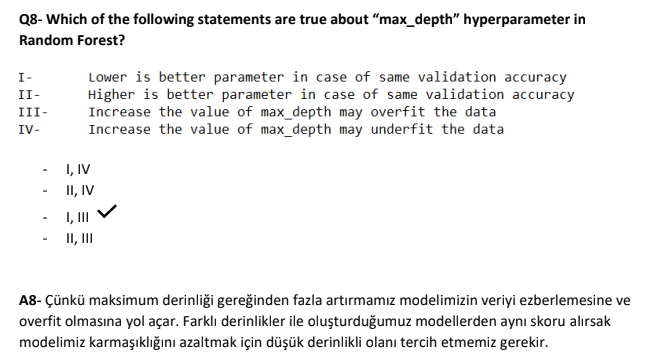 Q8- Which of the following statements are true about “max_depth” hyperparameter in
Random Forest?
I- Lower is better parameter in case of same validation accuracy
II- Higher is better parameter in case of same validation accuracy
III- Increase the value of max_depth may overfit the data
IV- Increase the value of max_depth may underfit the data
- I, IV
- II, IV
- I, III ✓
- II, III
A8- Çünkü maksimum derinliği gereğinden fazla artırmamız modelimizin veriyi ezberlemesine ve
overfit olmasına yol açar. Farklı derinlikler ile oluşturduğumuz modellerden aynı skoru alırsak
modelimiz karmaşıklığını azaltmak için düşük derinlikli olanı tercih etmemiz gerekir.